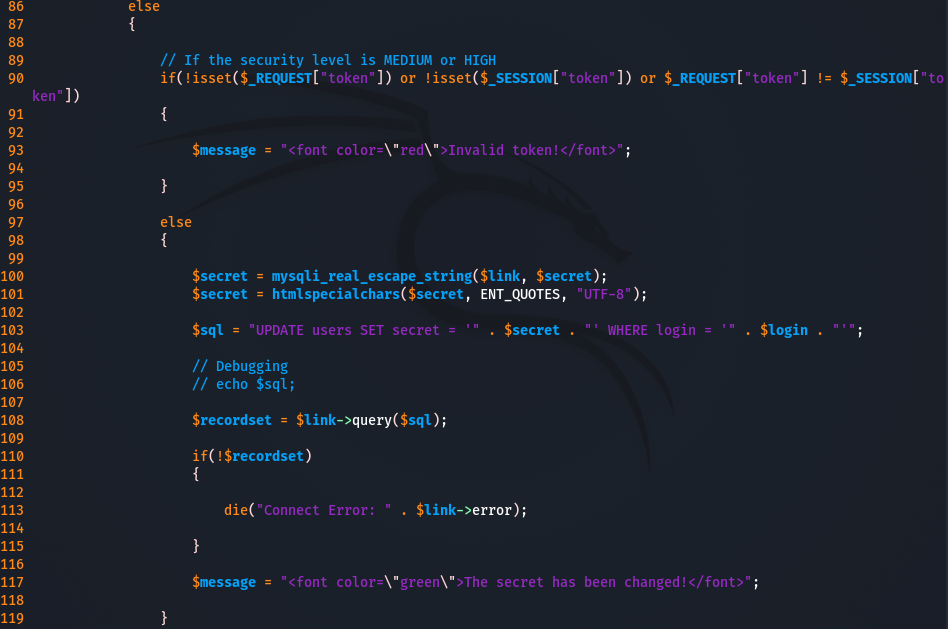 86 else
87 {
88
89 // If the security level is MEDIUM or HIGH
90 if(!isset($_REQUEST["token"]) or !isset($_SESSION["token"]) or $_REQUEST["token"] != $_SESSION["to
ken"])
91 {
92
93 $message = "<font color=\"red\">Invalid token!</font>";
94
95 }
96
97 else
98 {
99
100 $secret = mysqli_real_escape_string($link, $secret);
101 $secret = htmlspecialchars($secret, ENT_QUOTES, "UTF-8");
102
103 $sql = "UPDATE users SET secret = '" . $secret . "' WHERE login = '" . $login . "'";
104
105 // Debugging
106 // echo $sql;
107
108 $recordset = $link->query($sql);
109
110 if(!$recordset)
111 {
112
113 die("Connect Error: " . $link->error);
114
115 }
116
117 $message = "<font color=\"green\">The secret has been changed!</font>";
118
119 }